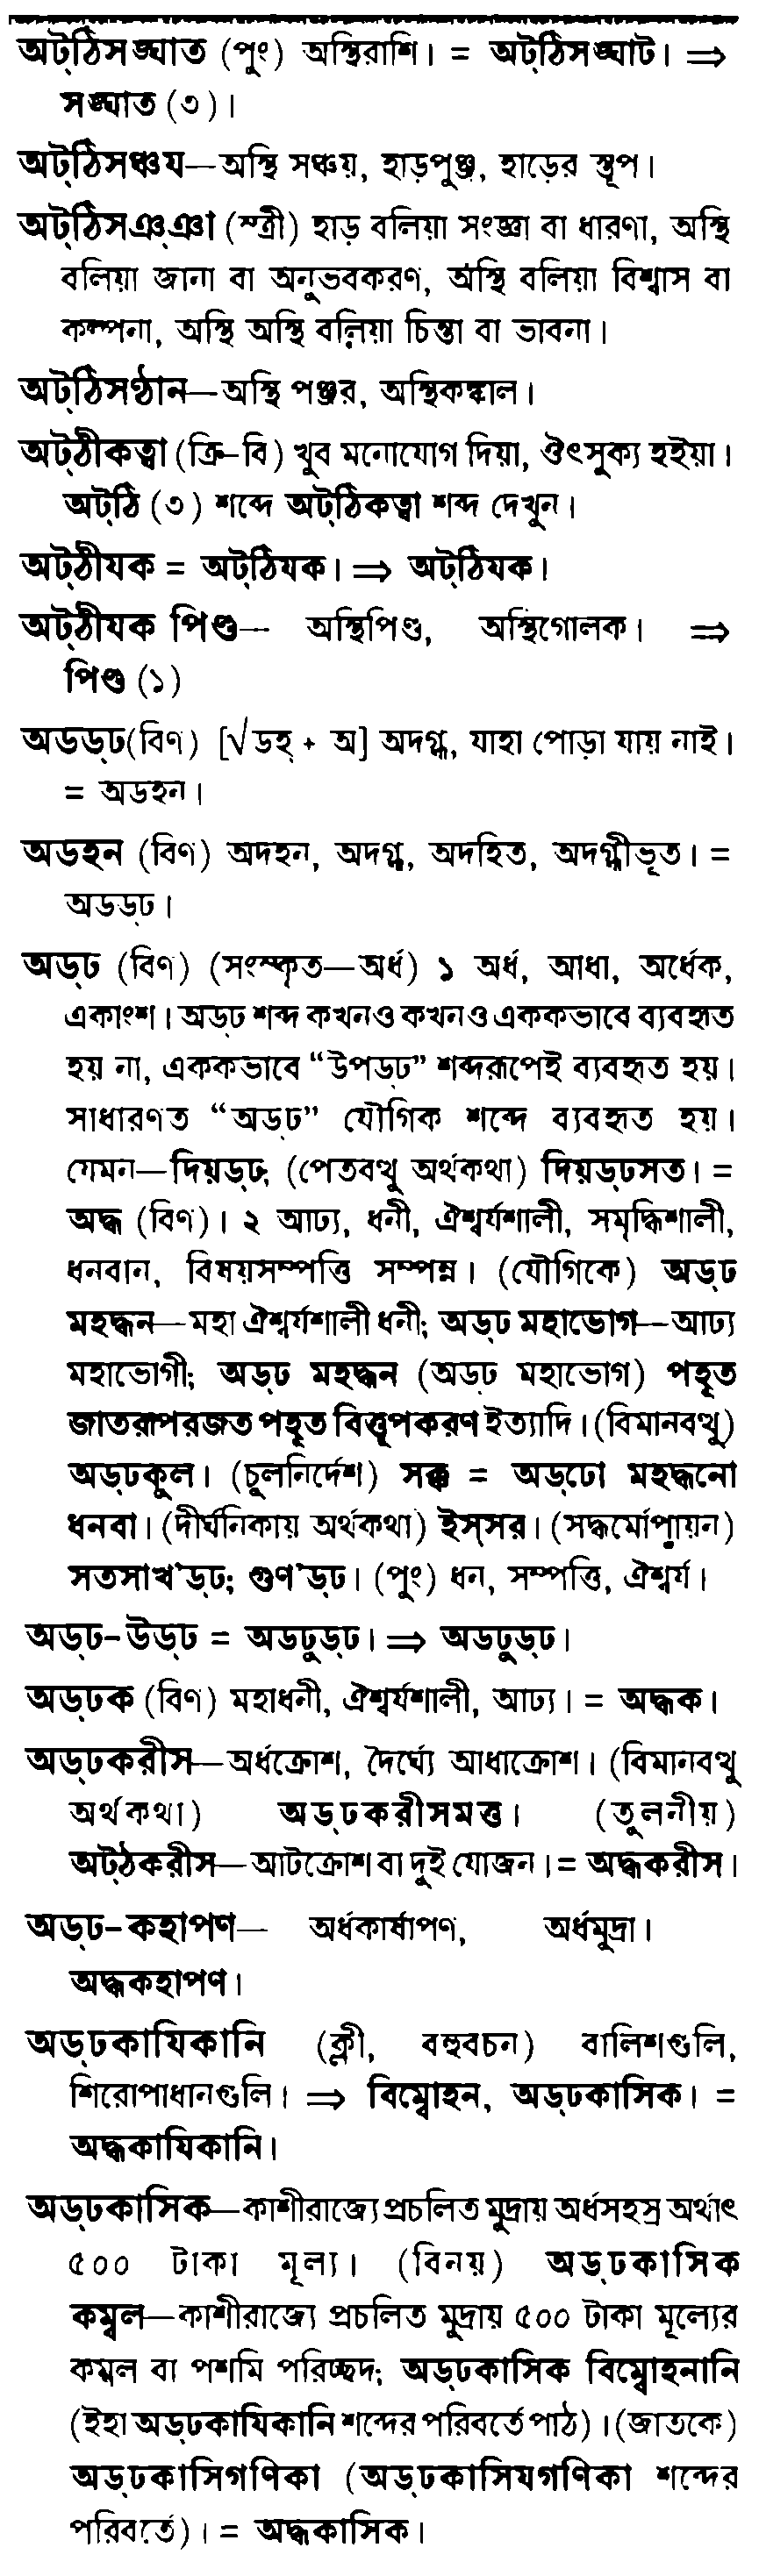 অট্‌ঠিসঙ্ঘাত (পুং) অস্থিরাশি। = অট্‌ঠিসঙ্ঘাট। ⇒
সঙ্ঘাত (৩)।
অট্‌ঠিসঞ্চয—অস্থি সঞ্চয়, হাড়পুঞ্জ, হাড়ের স্তূপ।
অট্‌ঠিসঞ্‌ঞা (স্ত্রী) হাড় বলিয়া সংজ্ঞা বা ধারণা, অস্থি
বলিয়া জানা বা অনুভবকরণ, অস্থি বলিয়া বিশ্বাস বা
কল্পনা, অস্থি অস্থি বলিয়া চিন্তা বা ভাবনা।
অট্‌ঠিসণ্ঠান—অস্থি পঞ্জর, অস্থিকঙ্কাল।
অট্‌ঠীকত্বা (ক্রি-বি) খুব মনোযোগ দিয়া, ঔৎসুক্য হইয়া।
অট্‌ঠি (৩) শব্দে অট্‌ঠিকত্বা শব্দ দেখুন।
অট্‌ঠীযক = অট্‌ঠিযক। ⇒ অট্‌ঠিযক।
অট্‌ঠীযক পিণ্ড— অস্থিপিণ্ড, অস্থিগোলক। ⇒
পিণ্ড (১)
অডড্‌ঢ(বিণ) [√ডহ্ + অ] অদগ্ধ, যাহা পোড়া যায় নাই।
= অডহন।
অডহন (বিণ) অদহন, অদগ্ধ, অদহিত, অদগ্ধীভূত। =
অডড্‌ঢ।
অড্‌ঢ (বিণ) (সংস্কৃত—অর্ধ) ১ অর্ধ, আধা, অর্ধেক,
একাংশ। অড্‌ঢ শব্দ কখনও কখনও এককভাবে ব্যবহৃত
হয় না, এককভাবে “উপড্‌ঢ” শব্দরূপেই ব্যবহৃত হয়।
সাধারণত “অড্‌ঢ” যৌগিক শব্দে ব্যবহৃত হয়।
যেমন—দিয়ড্‌ঢ; (পেতবত্থু অর্থকথা) দিয়ড্‌ঢসত। =
অদ্ধ (বিণ)। ২ আঢ্য, ধনী, ঐশ্বর্যশালী, সমৃদ্ধিশালী,
ধনবান, বিষয়সম্পত্তি সম্পন্ন। (যৌগিকে) অড্‌ঢ
মহদ্ধন—মহা ঐশ্বর্যশালী ধনী; অড্‌ঢ মহাভোগ—আঢ্য
মহাভোগী; অড্‌ঢ মহদ্ধন (অড্‌ঢ মহাভোগ) পহূত
জাতরূপরজত পহূত বিত্তূপকরণ ইত্যাদি। (বিমানবত্থু)
অড্‌ঢকুল। (চুলনির্দেশ) সক্ক = অড্‌ঢো মহদ্ধনো
ধনবা। (দীর্ঘনিকায় অর্থকথা) ইস্‌সর। (সদ্ধর্মোপায়ন)
সতসাখ'ড্‌ঢ; গুণ'ড্‌ঢ। (পুং) ধন, সম্পত্তি, ঐশ্বর্য।
অড্‌ঢ-উড্‌ঢ = অডঢুড্‌ঢ। ⇒ অডঢুড্‌ঢ।
অড্‌ঢক (বিণ) মহাধনী, ঐশ্বর্যশালী, আঢ্য। = অদ্ধক।
অড্‌ঢকরীস—অর্ধক্রোশ, দৈর্ঘ্যে আধাক্রোশ। (বিমানবত্থু
অর্থকথা) অড্‌ঢকরীসমত্ত। (তুলনীয়)
অট্‌ঠকরীস—আটক্রোশ বা দুই যোজন। = অদ্ধকরীস।
অড্‌ঢ-কহাপণ— অর্ধকার্ষাপণ, অর্ধমুদ্রা।
অদ্ধকহাপণ।
অড্‌ঢকাযিকানি (ক্লী, বহুবচন) বালিশগুলি,
শিরোপাধানগুলি। ⇒ বিম্বোহন, অড্‌ঢকাসিক। =
অদ্ধকাযিকানি।
অড্‌ঢকাসিক—কাশীরাজ্যে প্রচলিত মুদ্রায় অর্ধসহস্র অর্থাৎ
৫০০ টাকা মূল্য। (বিনয়) অড্‌ঢকাসিক
কম্বল—কাশীরাজ্যে প্রচলিত মুদ্রায় ৫০০ টাকা মূল্যের
কম্বল বা পশমি পরিচ্ছদ; অড্‌ঢকাসিক বিম্বোহনানি
(ইহা অড্‌ঢকাযিকানি শব্দের পরিবর্তে পাঠ)। (জাতকে)
অড্‌ঢকাসিগণিকা (অড্‌ঢকাসিযগণিকা শব্দের
পরিবর্তে)। = অদ্ধকাসিক।